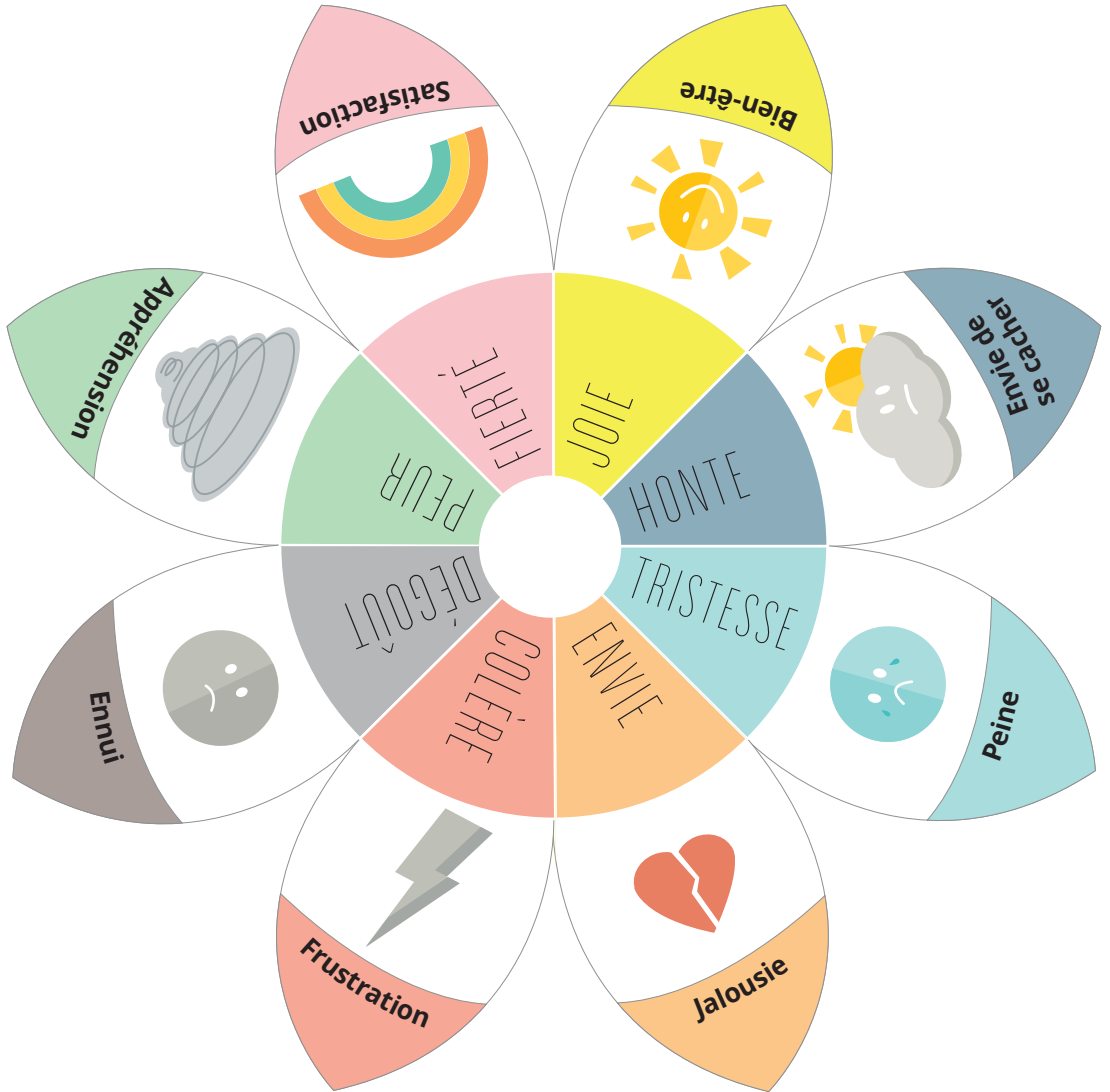 Satisfaction
Bien-être
Envie de
se cacher
Peine
Jalousie
Frustration
Ennui
Appréhension
FIERTÉ
JOIE
HONTE
TRISTESSE
ENVIE
COLÈRE
DÉGOÛT
PEUR